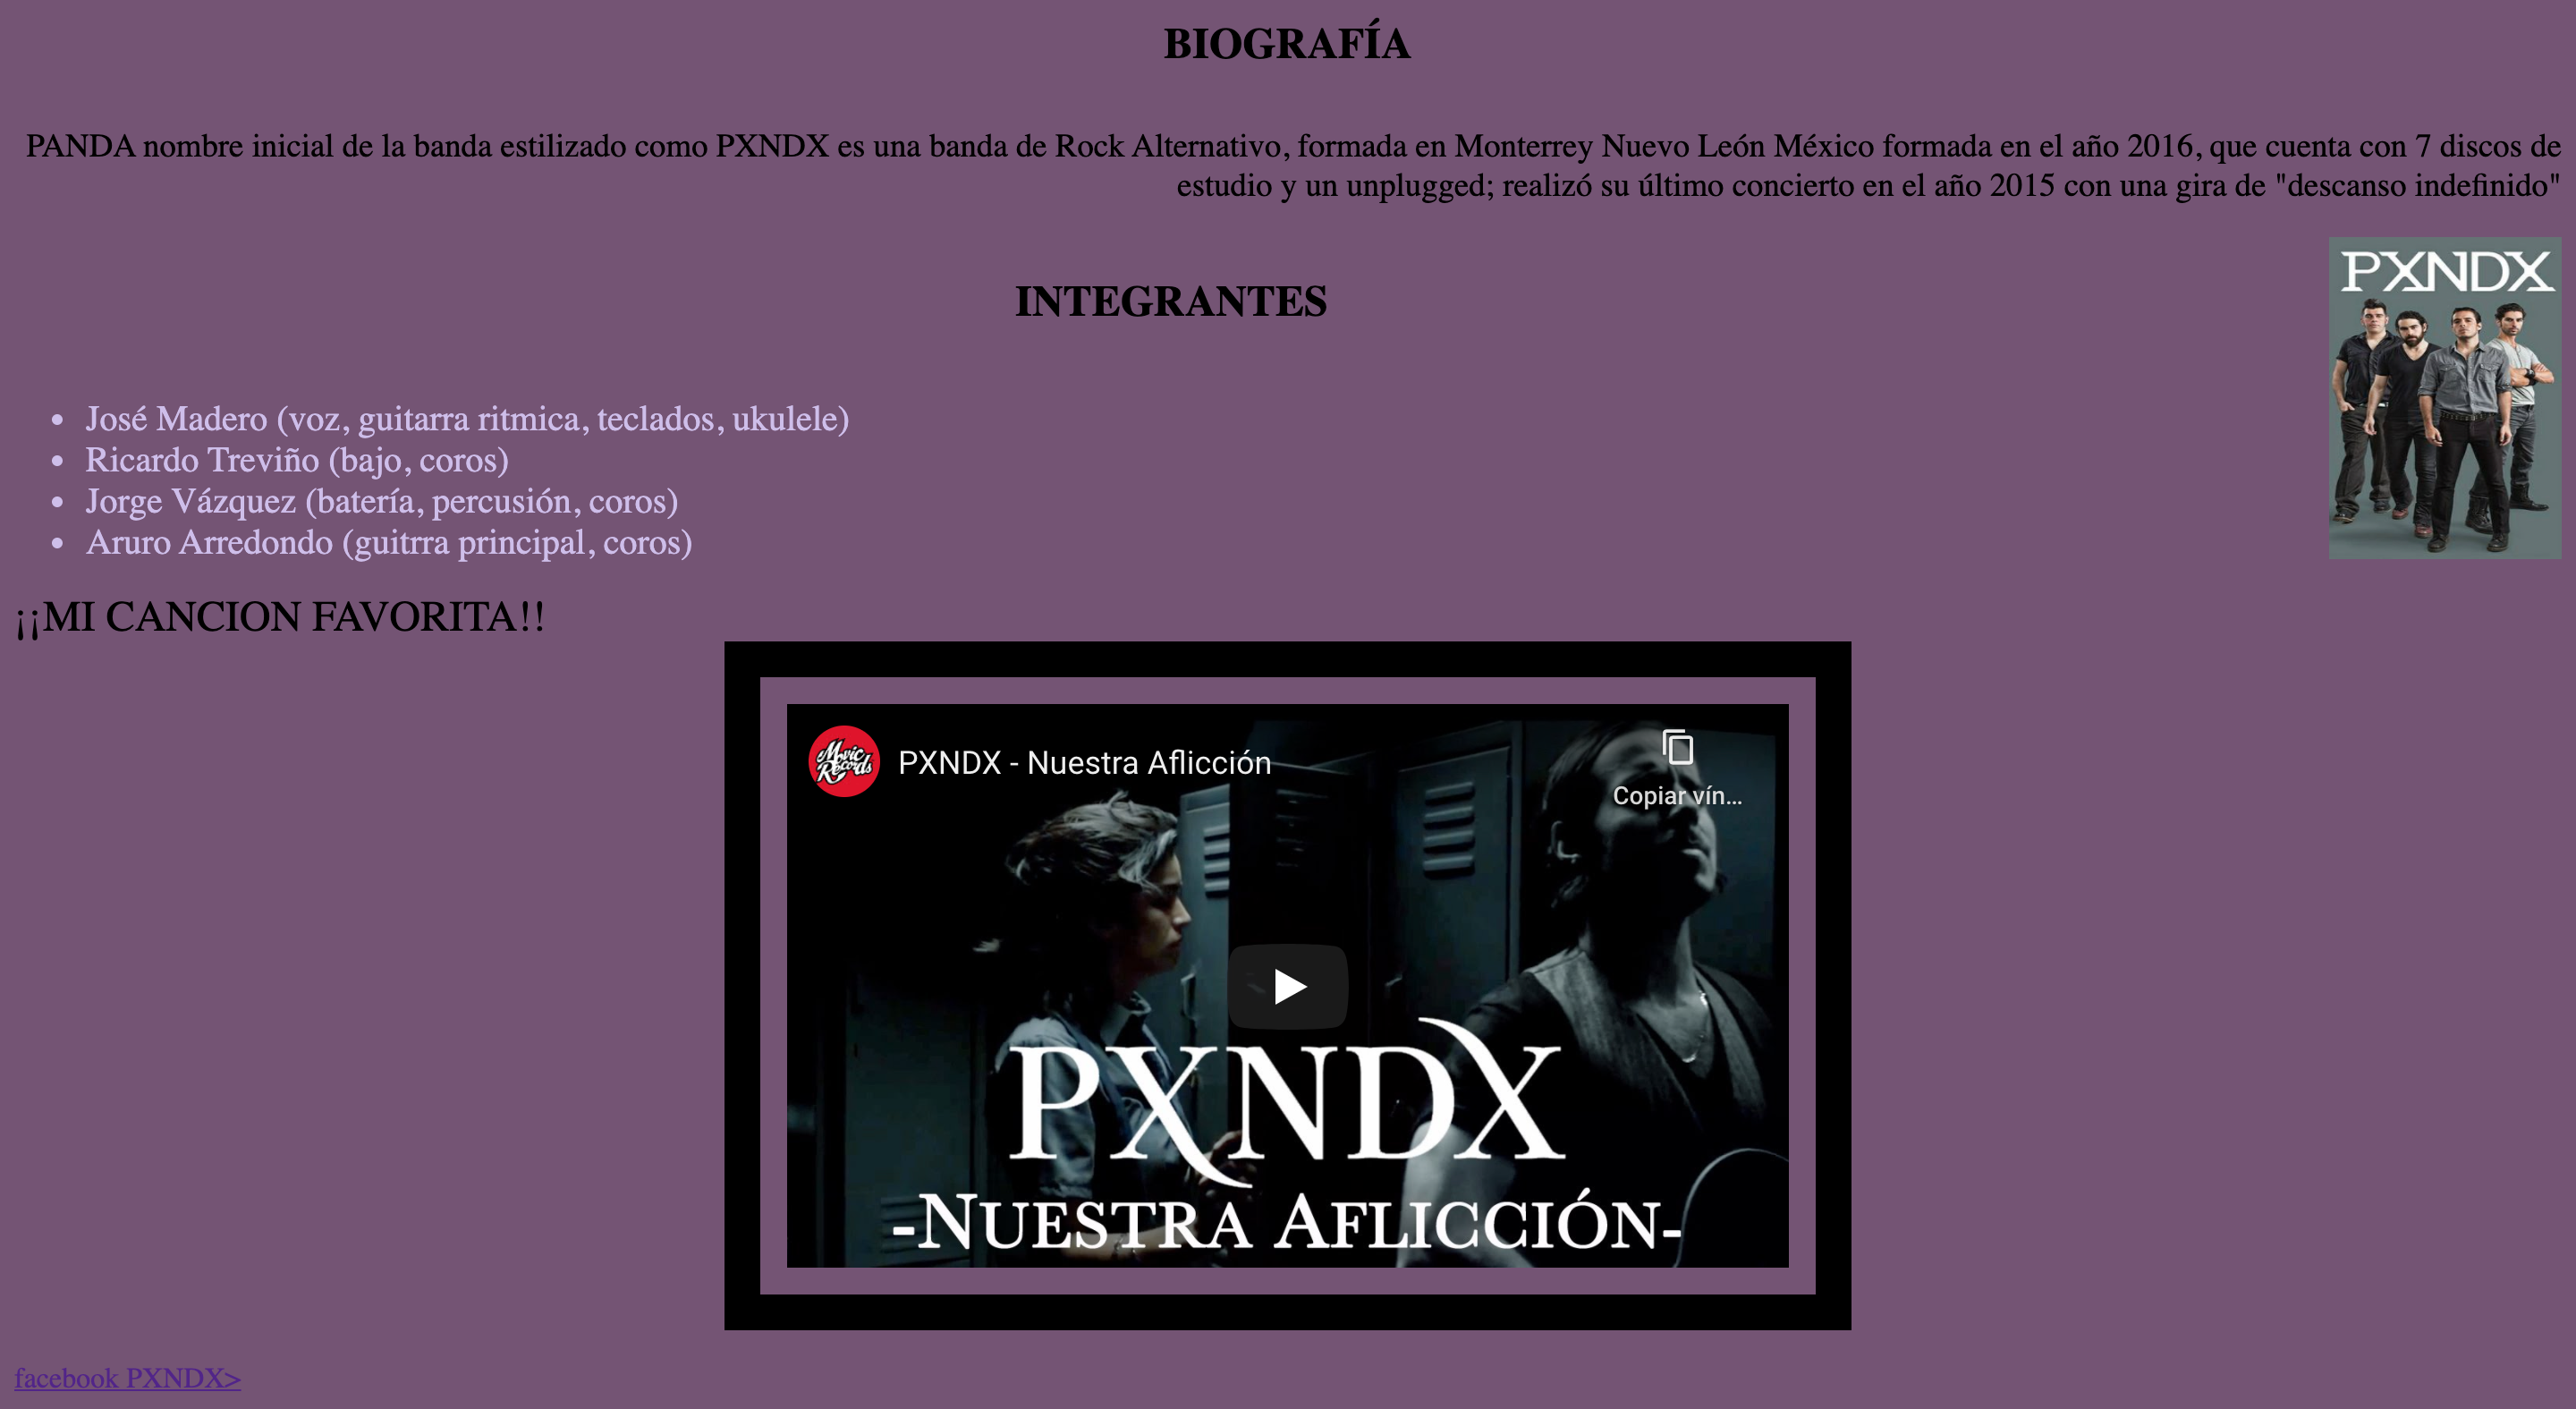 BIOGRAFÍA
PANDA nombre inicial de la banda estilizado como PXNDX es una banda de Rock Alternativo, formada en Monterrey Nuevo León México formada en el año 2016, que cuenta con 7 discos de
estudio y un unplugged; realizó su último concierto en el año 2015 con una gira de "descanso indefinido"
PXNDX
INTEGRANTES
• José Madero (voz, guitarra ritmica, teclados, ukulele)
• Ricardo Treviño (bajo, coros)
• Jorge Vázquez (batería, percusión, coros)
• Aruro Arredondo (guitrra principal, coros)
¡¡MI CANCION FAVORITA!!
Movic Records
PXNDX - Nuestra Aflicción
Copiar vín...
PXNDX
-NUESTRA AFLICCIÓN-
facebook PXNDX>